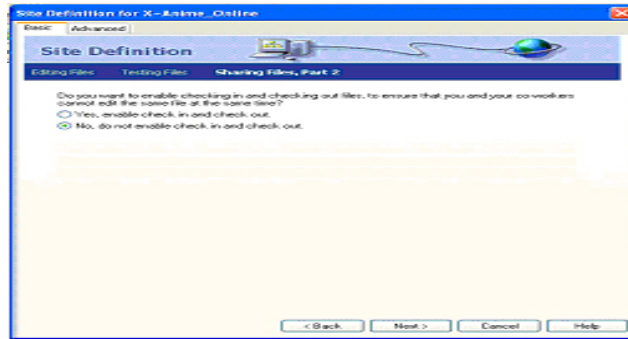 Site Definition for X-Anime_Online
Basic Advanced
Site Definition
Editing Files Testing Files Sharing Files, Part 2
Do you want to enable checking in and checking out files, to ensure that you and your co-workers
cannot edit the same file at the same time?
Yes, enable check in and check out.
No, do not enable check in and check out.
< Back Next > Cancel Help